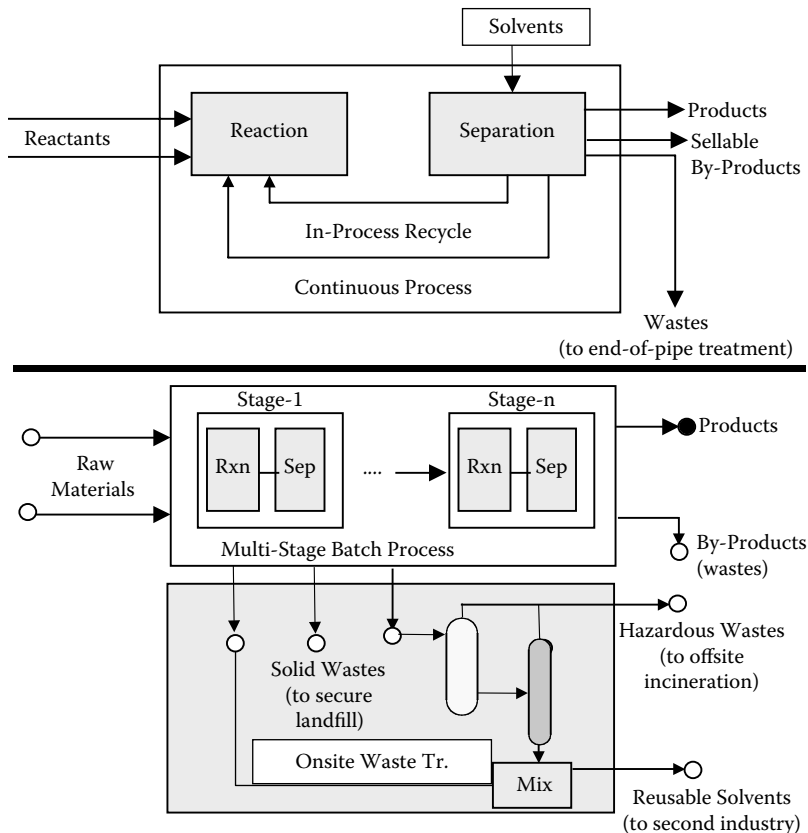 Solvents
Reactants
Reaction
Separation
Products
Sellable
By-Products
In-Process Recycle
Continuous Process
Wastes
(to end-of-pipe treatment)
Stage-1
Stage-n
Raw
Materials
Rxn
Sep
....
Rxn
Sep
Products
Multi-Stage Batch Process
By-Products
(wastes)
Solid Wastes
(to secure
landfill)
Hazardous Wastes
(to offsite
incineration)
Onsite Waste Tr.
Mix
Reusable Solvents
(to second industry)